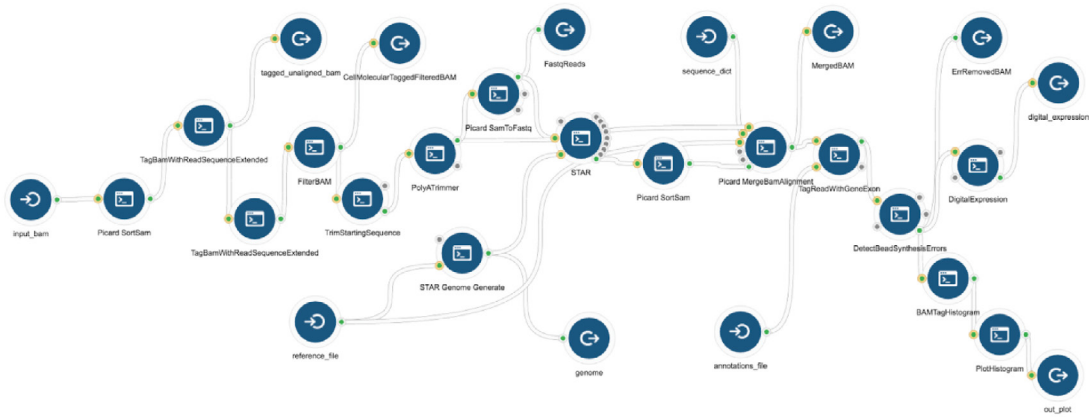 tagged_unaligned_bam
CellMolecularTaggedFilteredBAM
FastqReads
sequence_dict
MergedBAM
ErrRemovedBAM
digital_expression
TagBamWithReadSequenceExtended
Picard SamToFastq
FilterBAM
PolyATrimmer
STAR
Picard SortSam
Picard MergeBamAlignment
TagReadWithGeneExon
DigitalExpression
input_bam
Picard SortSam
TagBamWithReadSequenceExtended
TrimStartingSequence
DetectBeadSynthesisErrors
STAR Genome Generate
BAMTagHistogram
reference_file
genome
annotations_file
PlotHistogram
out_plot